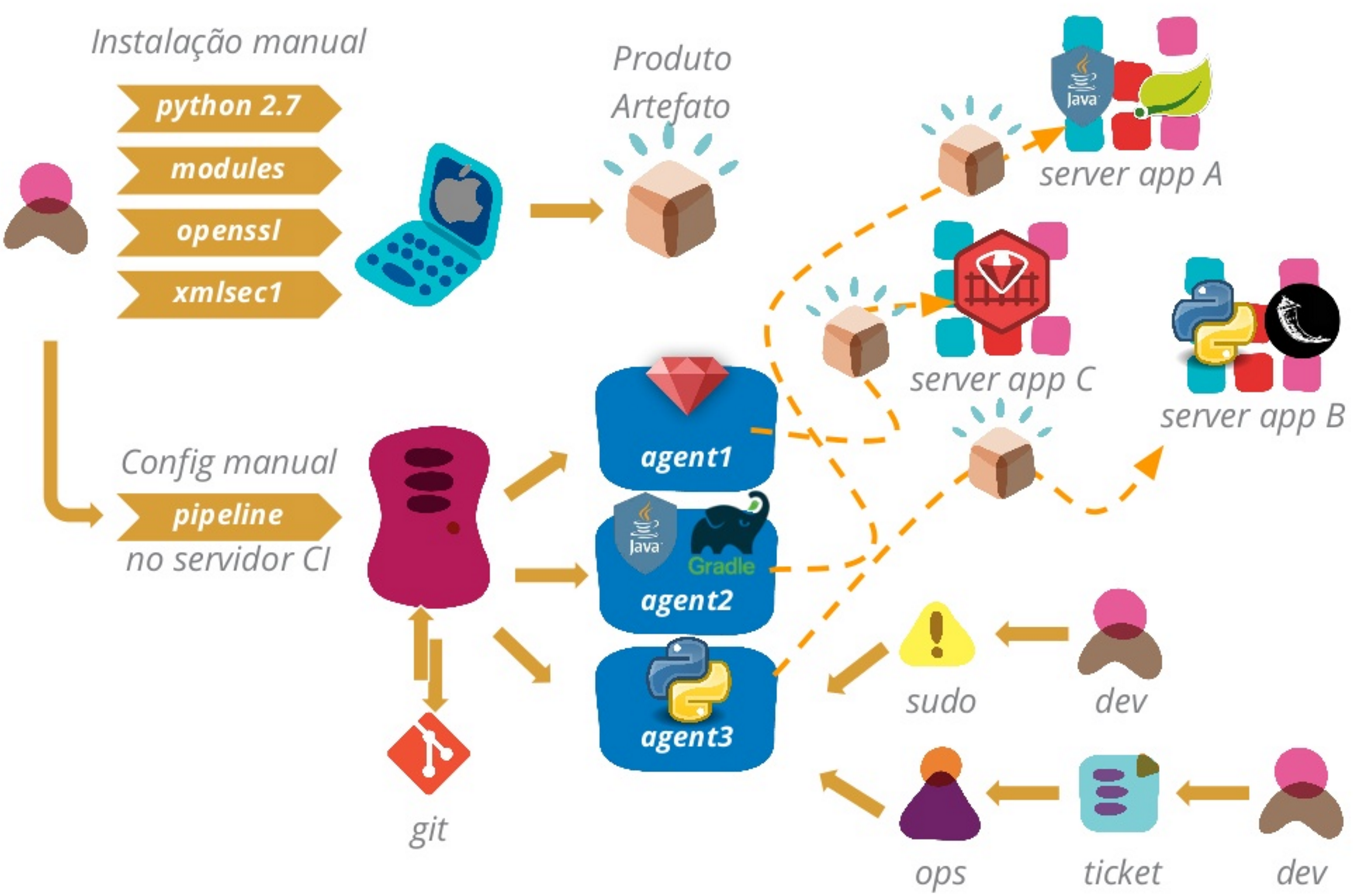 Instalação manual
python 2.7
modules
openssl
xmlsec1
Produto
Artefato
Java
server app A
server app C
server app B
Config manual
pipeline
no servidor CI
agent1
Java
Gradle
agent2
agent3
git
sudo
dev
ops
ticket
dev